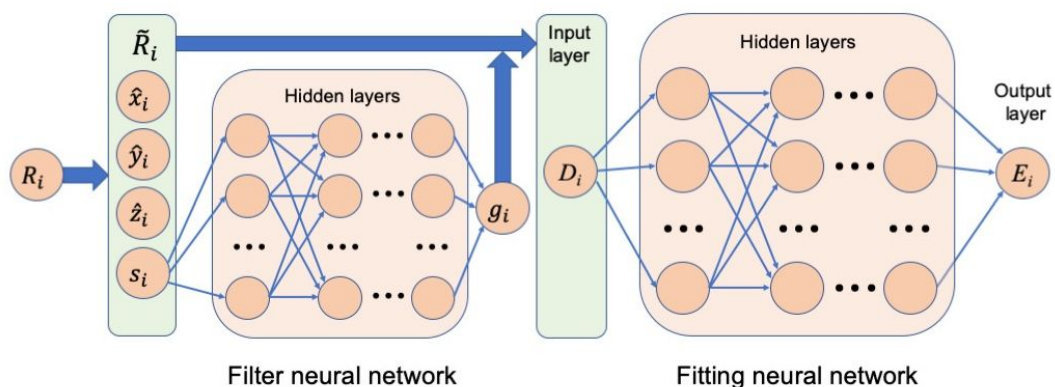 R̃ᵢ
x̂ᵢ
ŷᵢ
ẑᵢ
sᵢ
Rᵢ
Hidden layers
•••
•••
•••
•••
•••
•••
gᵢ
Input
layer
Dᵢ
Hidden layers
•••
•••
•••
•••
•••
•••
Output
layer
Eᵢ
Filter neural network
Fitting neural network